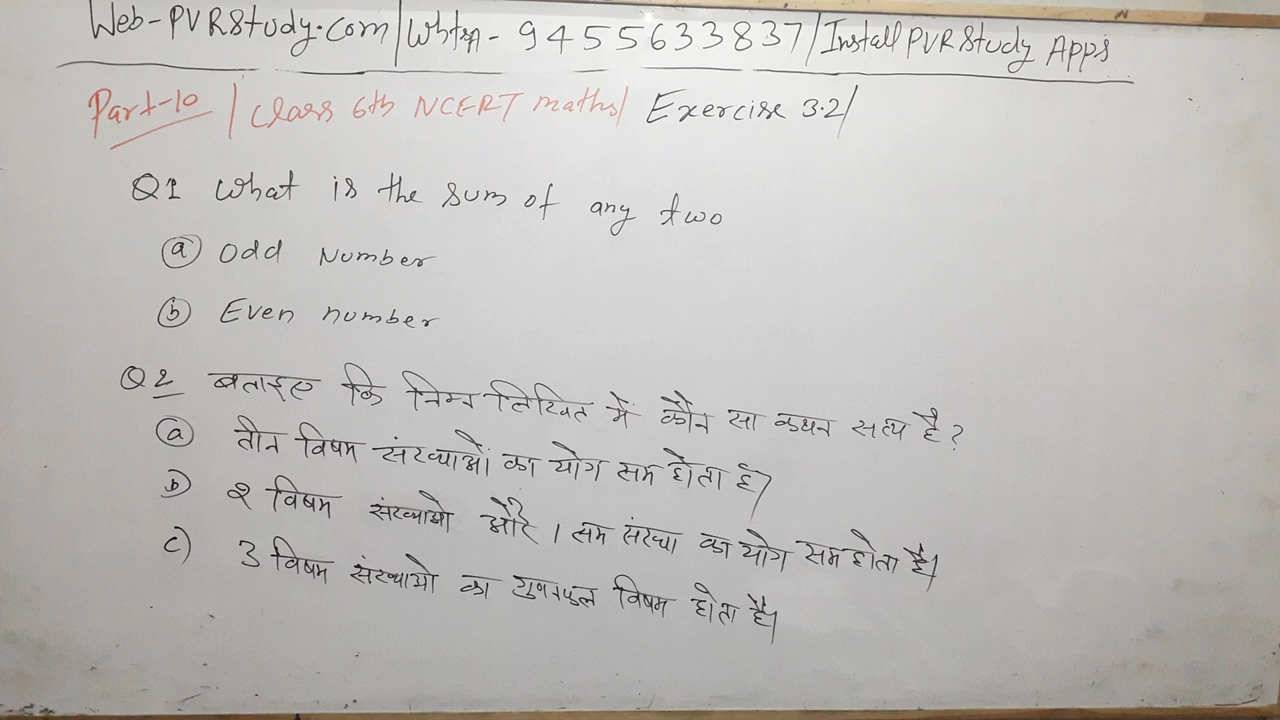 Web-PVRStudy.com/Whtsp-9455633837/Install PVR Study Apps
Part-10 / Class 6th NCERT maths/ Exercise 3.2/
Q1 What is the sum of any two
(a) Odd Number
(b) Even number
Q2 बताइए कि निम्नलिखित में कौन सा कथन सत्य है?
(a) तीन विषम संख्याओं का योग सम होता है।
b) २ विषम संख्याओ और 1 सम संख्या का योग सम होता है।
c) 3 विषम संख्याओ का गुणनफल विषम होता है।